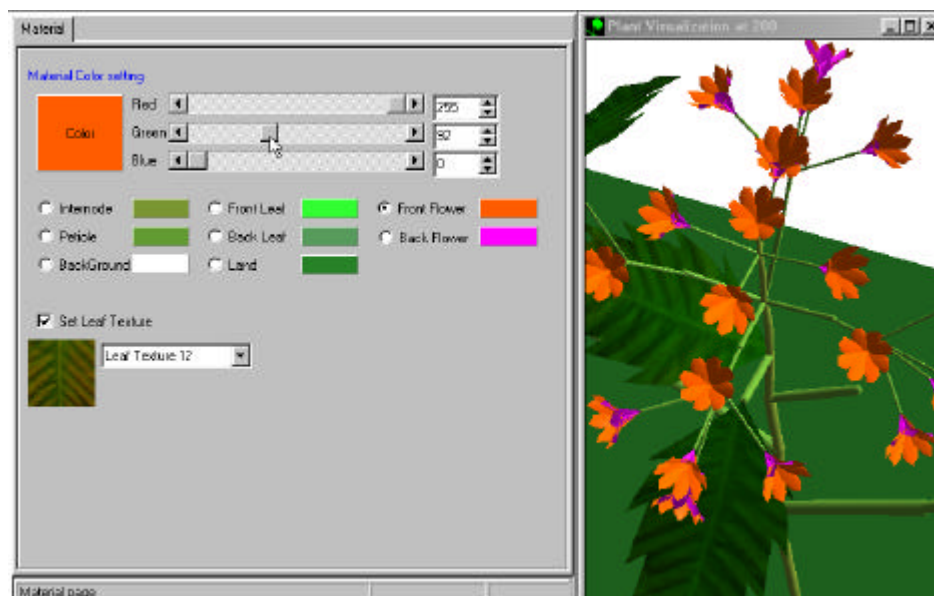 Material
Plant Visualization at 200
Material Color setting
Color
Red
255
Green
92
Blue
0
Internode
Front Leaf
Front Flower
Petiole
Back Leaf
Back Flower
BackGround
Land
Set Leaf Texture
Leaf Texture 12
Material page